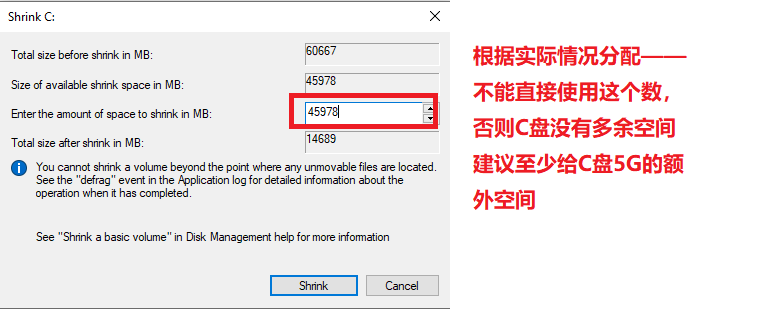 Shrink C:
Total size before shrink in MB:
60667
Size of available shrink space in MB:
45978
Enter the amount of space to shrink in MB:
45978
Total size after shrink in MB:
14689
You cannot shrink a volume beyond the point where any unmovable files are located.
See the "defrag" event in the Application log for detailed information about the
operation when it has completed.
See "Shrink a basic volume" in Disk Management help for more information
Shrink
Cancel
根据实际情况分配——
不能直接使用这个数，
否则C盘没有多余空间
建议至少给C盘5G的额
外空间